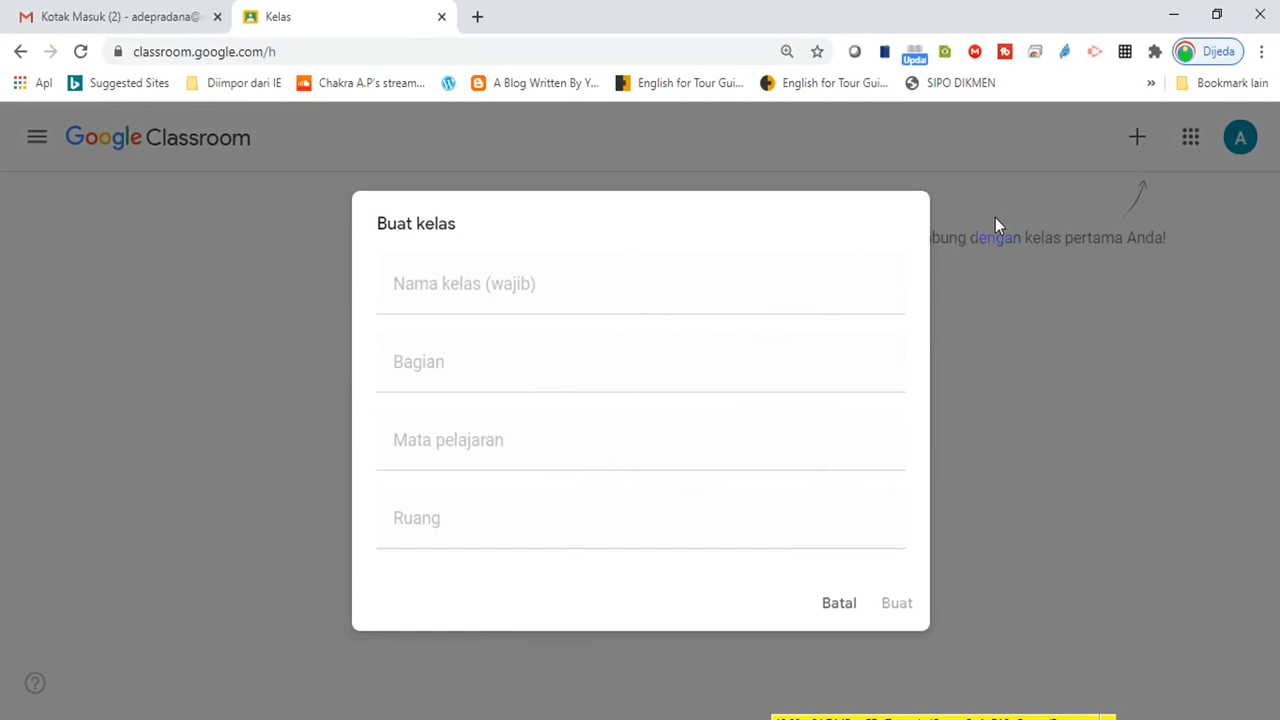 Kotak Masuk (2) - adepradana@
Kelas
classroom.google.com/h
Upda
Dijeda
Apl
Suggested Sites
Diimpor dari IE
Chakra A.P's stream...
A Blog Written By Y...
English for Tour Gui...
English for Tour Gui...
SIPO DIKMEN
»
Bookmark lain
Google Classroom
A
Buat kelas
bung dengan kelas pertama Anda!
Nama kelas (wajib)
Bagian
Mata pelajaran
Ruang
Batal
Buat